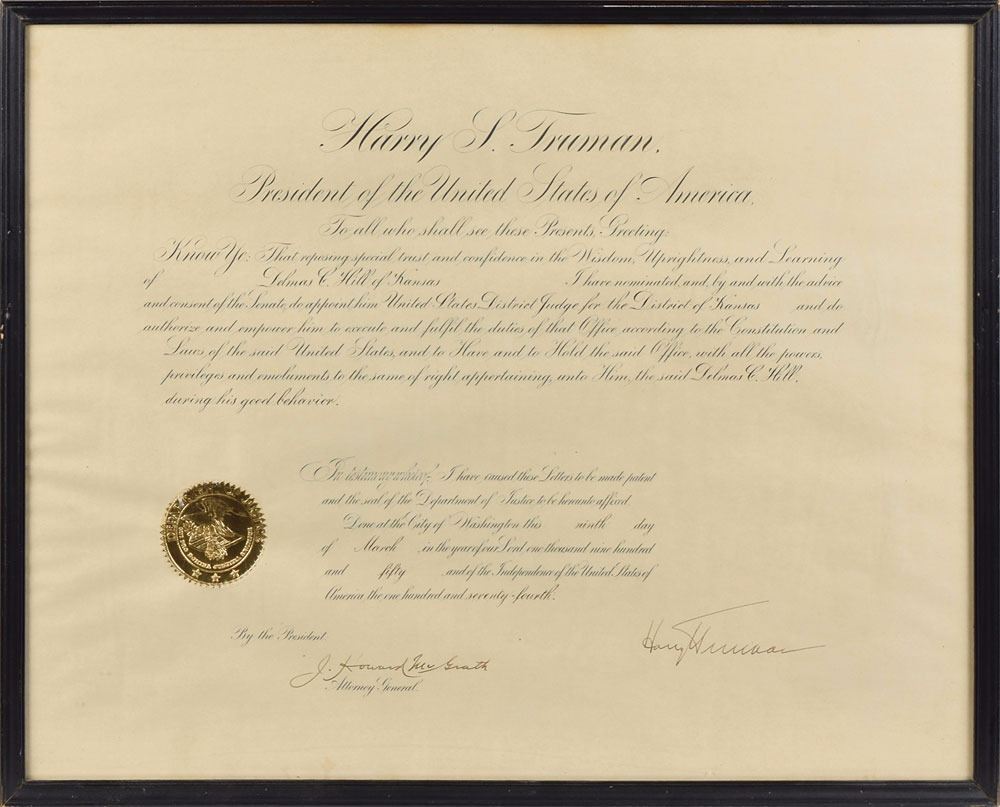 Harry S. Truman.
President of the United States of America,
To all who shall see these Presents, Greeting:
Know Ye: That reposing special trust and confidence in the Wisdom, Uprightness, and Learning
of Delmas C. Hill of Kansas I have nominated, and, by and with the advice
and consent of the Senate, do appoint him United States District Judge for the District of Kansas and do
authorize and empower him to execute and fulfil the duties of that Office according to the Constitution and
Laws of the said United States, and to Have and to Hold the said Office, with all the powers,
privileges and emoluments to the same of right appertaining, unto Him, the said Delmas C. Hill,
during his good behavior.
In testimony whereof, I have caused these Letters to be made patent
and the seal of the Department of Justice to be hereunto affixed.
Done at the City of Washington this ninth day
of March, in the year of our Lord one thousand nine hundred
and fifty, and of the Independence of the United States of
America the one hundred and seventy-fourth.
By the President:
Harry Truman
J. Howard McGrath
Attorney General.